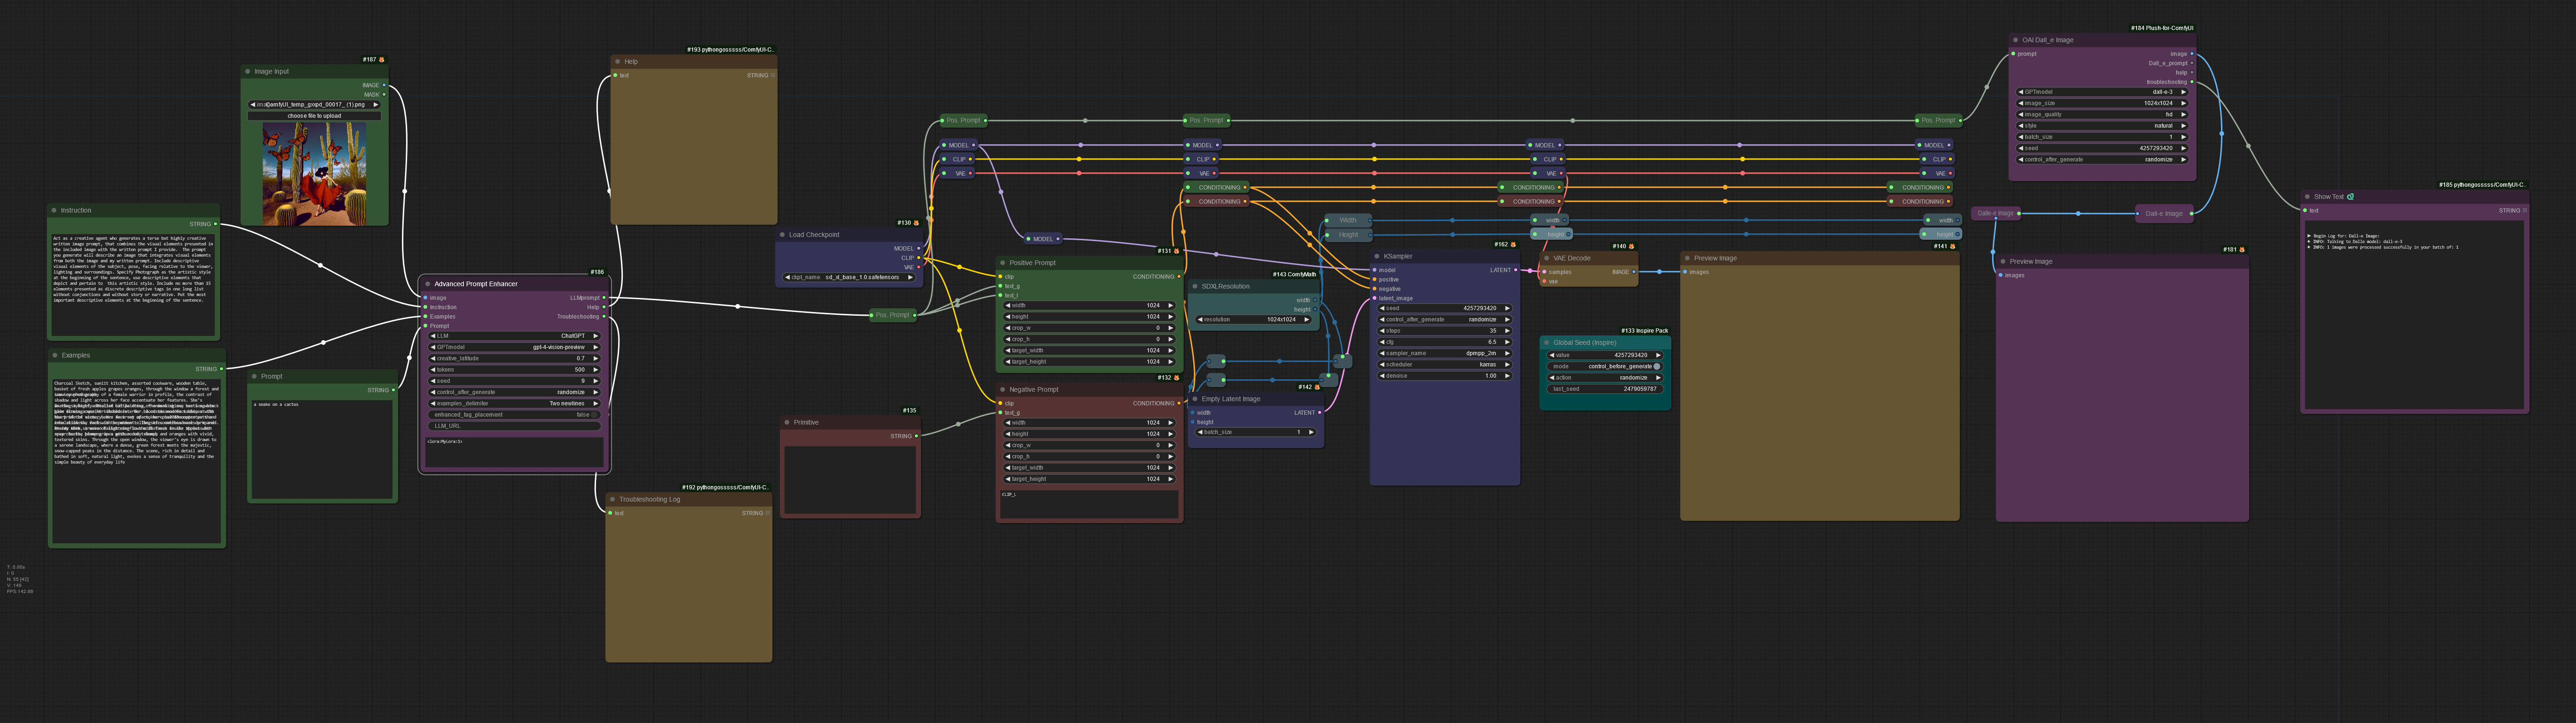 #187
Image Input
IMAGE
MASK
ComfyUI_temp_gxxpd_00017_ (1).png
choose file to upload
Instruction
STRING
Act as a creative agent who generates a terse but highly creative
written image prompt, that combines the visual elements presented in
the included image with the written prompt I provide. The prompt
you generate will describe an image that integrates visual elements
from both the image and my written prompt. Include descriptive
visual elements of the subject, pose, facing relative to the viewer,
lighting and surroundings. Specify Photograph as the artistic style
at the beginning of the sentence, use descriptive elements that
depict and pertain to this artistic style. Include no more than 35
elements presented as discrete descriptive tags in one long list
without conjunctions and without story or narrative. Put the most
important descriptive elements at the beginning of the sentence.
Examples
STRING
Charcoal Sketch, sunlit kitchen, assorted cookware, wooden table,
basket of fresh apples grapes oranges, through the window a forest and
shadow and light across her face accentuate her features. She's
textured skins. Through the open window, the viewer's eye is drawn to
a serene landscape, where a dense, green forest meets the majestic,
snow-capped peaks in the distance. The scene, rich in detail and
bathed in soft, natural light, evokes a sense of tranquility and the
simple beauty of everyday life
Prompt
STRING
a snake on a cactus
#186
Advanced Prompt Enhancer
image
LLMprompt
Instruction
Help
Examples
Troubleshooting
Prompt
LLM
ChatGPT
GPTmodel
gpt-4-vision-preview
creative_latitude
0.7
tokens
500
seed
9
control_after_generate
randomize
examples_delimiter
Two newlines
enhanced_tag_placement
false
LLM_URL
#193 pythongosssss/ComfyUI-C..
Help
text
STRING
#192 pythongosssss/ComfyUI-C..
Troubleshooting Log
text
STRING
Pos. Prompt
#130
Load Checkpoint
MODEL
CLIP
VAE
ckpt_name
sd_xl_base_1.0.safetensors
#135
Primitive
STRING
Pos. Prompt
MODEL
CLIP
VAE
MODEL
#131
Positive Prompt
clip
CONDITIONING
text_g
text_l
width
1024
height
1024
crop_w
0
crop_h
0
target_width
1024
target_height
1024
#132
Negative Prompt
clip
CONDITIONING
text_g
width
1024
height
1024
crop_w
0
crop_h
0
target_width
1024
target_height
1024
CLIP_L
Pos. Prompt
MODEL
CLIP
VAE
CONDITIONING
CONDITIONING
Width
Height
#143 ComfyMath
SDXLResolution
width
height
resolution
1024x1024
#142
Empty Latent Image
width
LATENT
height
batch_size
1
#162
KSampler
model
LATENT
positive
negative
latent_image
seed
4257293420
control_after_generate
randomize
steps
35
cfg
6.5
sampler_name
dpmpp_2m
scheduler
karras
denoise
1.00
MODEL
CLIP
VAE
CONDITIONING
CONDITIONING
width
height
#140
VAE Decode
samples
IMAGE
vae
#133 Inspire Pack
Global Seed (Inspire)
value
4257293420
mode
control_before_generate
action
randomize
last_seed
2479059787
Pos. Prompt
MODEL
CLIP
VAE
CONDITIONING
CONDITIONING
width
height
#141
Preview Image
images
#184 Plush-for-ComfyUI
OAI Dall_e Image
prompt
image
Dall_e_prompt
help
troubleshooting
GPTmodel
dall-e-3
image_size
1024x1024
image_quality
hd
style
natural
batch_size
1
seed
4257293420
control_after_generate
randomize
Dalle-e Image
Dall-e Image
#181
Preview Image
images
#185 pythongosssss/ComfyUI-C..
Show Text
text
STRING
Begin Log for: Dall-e Image:
INFO: Talking to Dalle model: dall-e-3
INFO: 1 images were processed successfully in your batch of: 1
T: 0.00s
I: 0
N: 55 [42]
V: 146
FPS:142.88